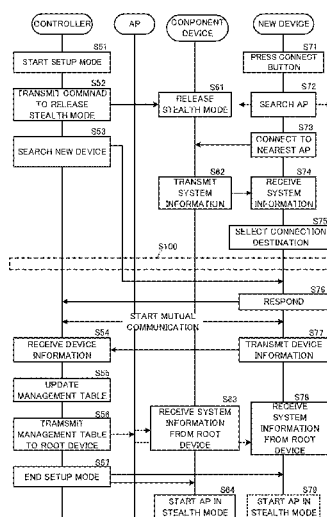 CONTROLLER
AP
COMPONENT
DEVICE
NEW DEVICE
S51
START SETUP MODE
S71
PRESS CONNECT
BUTTON
S52
TRANSMIT COMMNAD
TO RELEASE
STEALTH MODE
S61
RELEASE
STEALTH MODE
S72
SEARCH AP
S53
SEARCH NEW DEVICE
S73
CONNECT TO
NEAREST AP
S62
TRANSMIT
SYSTEM
INFORMATION
S74
RECEIVE
SYSTEM
INFORMATION
S75
SELECT CONNECTION
DESTINATION
S100
S76
RESPOND
START MUTUAL
COMMUNICATION
S54
RECEIVE DEVICE
INFORMATION
S77
TRANSMIT DEVICE
INFORMATION
S55
UPDATE
MANAGEMENT TABLE
S56
TRAMSMIT
MANAGEMENT TABLE
TO ROOT DEVICE
S63
RECEIVE SYSTEM
INFORMATION
FROM ROOT
DEVICE
S78
RECEIVE
SYSTEM
INFORMATION
FROM ROOT
DEVICE
S57
END SETUP MODE
S64
START AP IN
STEALTH MODE
S79
START AP IN
STEALTH MODE